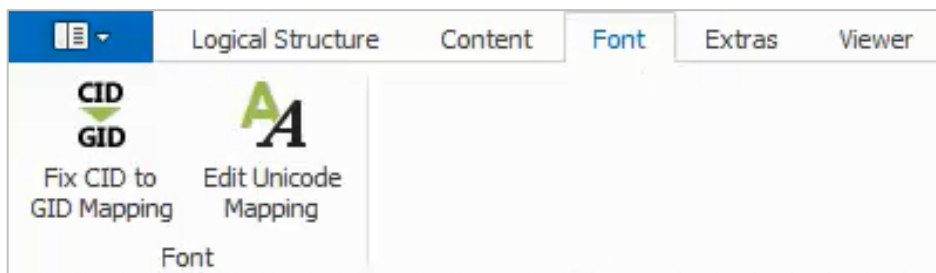 Logical Structure Content Font Extras Viewer
CID
GID
Fix CID to
GID Mapping
Edit Unicode
Mapping
Font